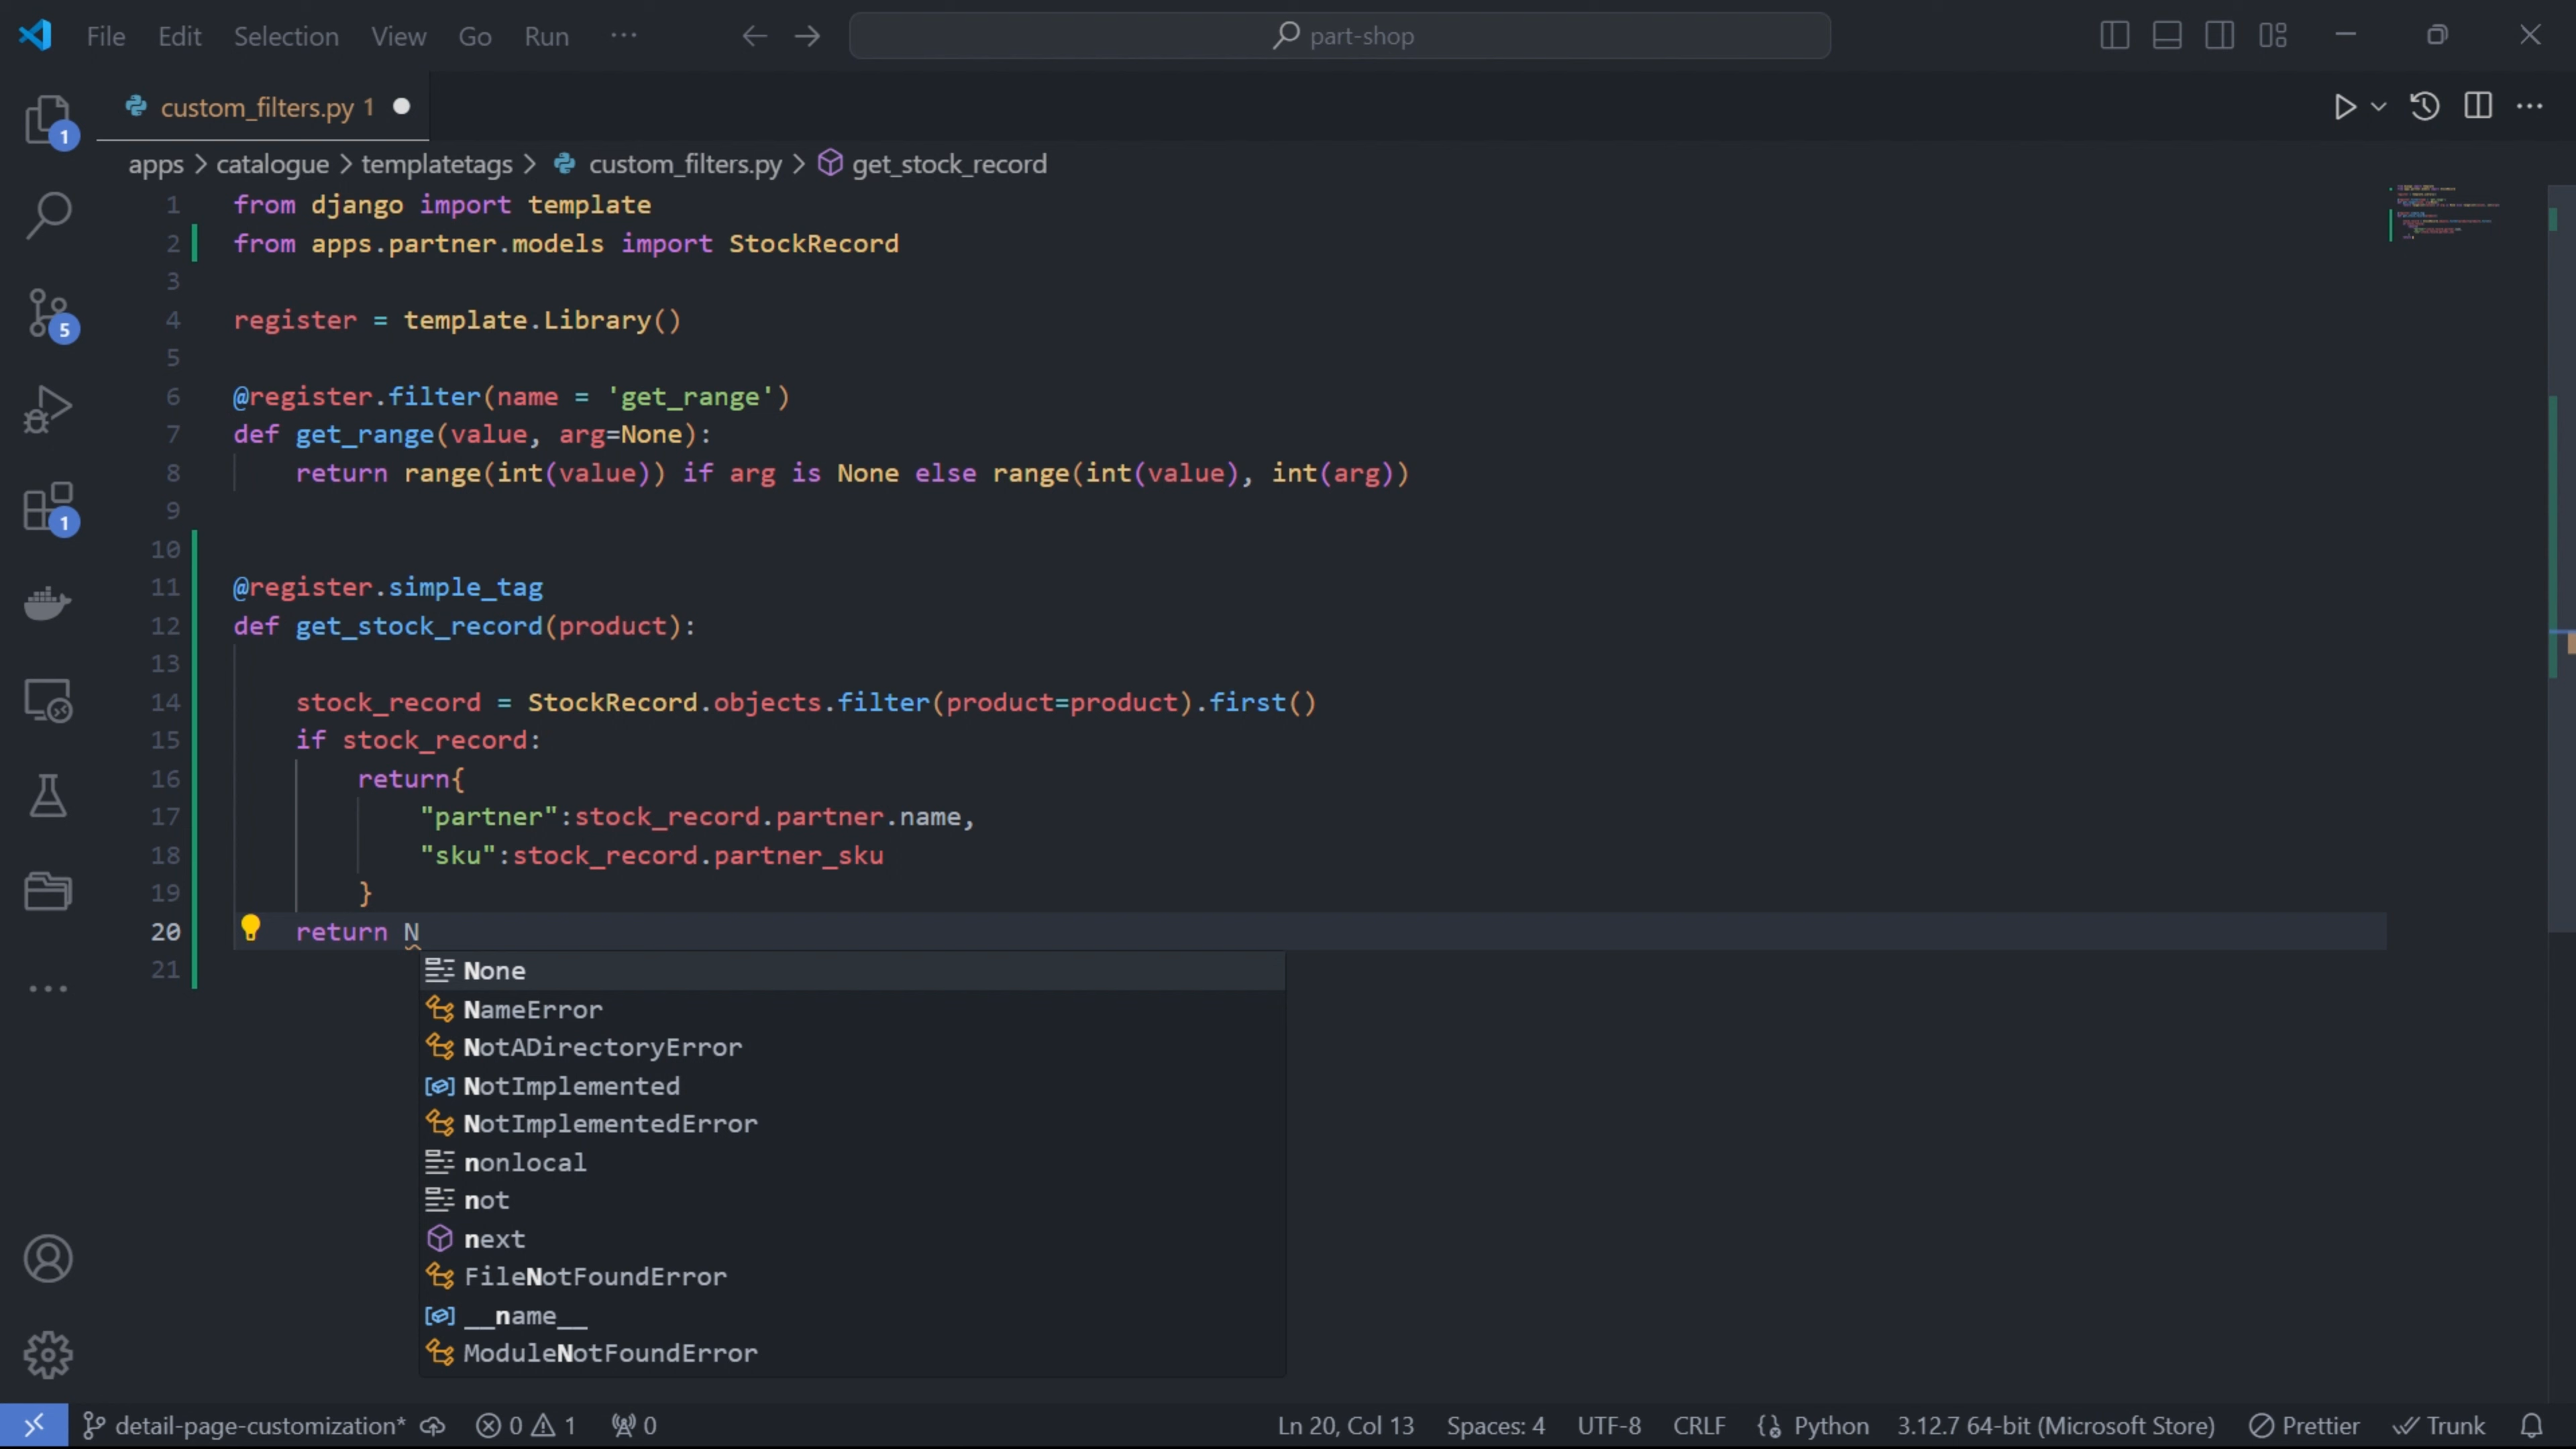 File Edit Selection View Go Run ··· part-shop
custom_filters.py 1
apps > catalogue > templatetags > custom_filters.py > get_stock_record
1 from django import template
2 from apps.partner.models import StockRecord
3
4 register = template.Library()
5
6 @register.filter(name = 'get_range')
7 def get_range(value, arg=None):
8 return range(int(value)) if arg is None else range(int(value), int(arg))
9
10
11 @register.simple_tag
12 def get_stock_record(product):
13
14 stock_record = StockRecord.objects.filter(product=product).first()
15 if stock_record:
16 return{
17 "partner":stock_record.partner.name,
18 "sku":stock_record.partner_sku
19 }
20 return N
21
None
NameError
NotADirectoryError
NotImplemented
NotImplementedError
nonlocal
not
next
FileNotFoundError
__name__
ModuleNotFoundError
1
5
1
detail-page-customization* 0 1 0 Ln 20, Col 13 Spaces: 4 UTF-8 CRLF Python 3.12.7 64-bit (Microsoft Store) Prettier Trunk